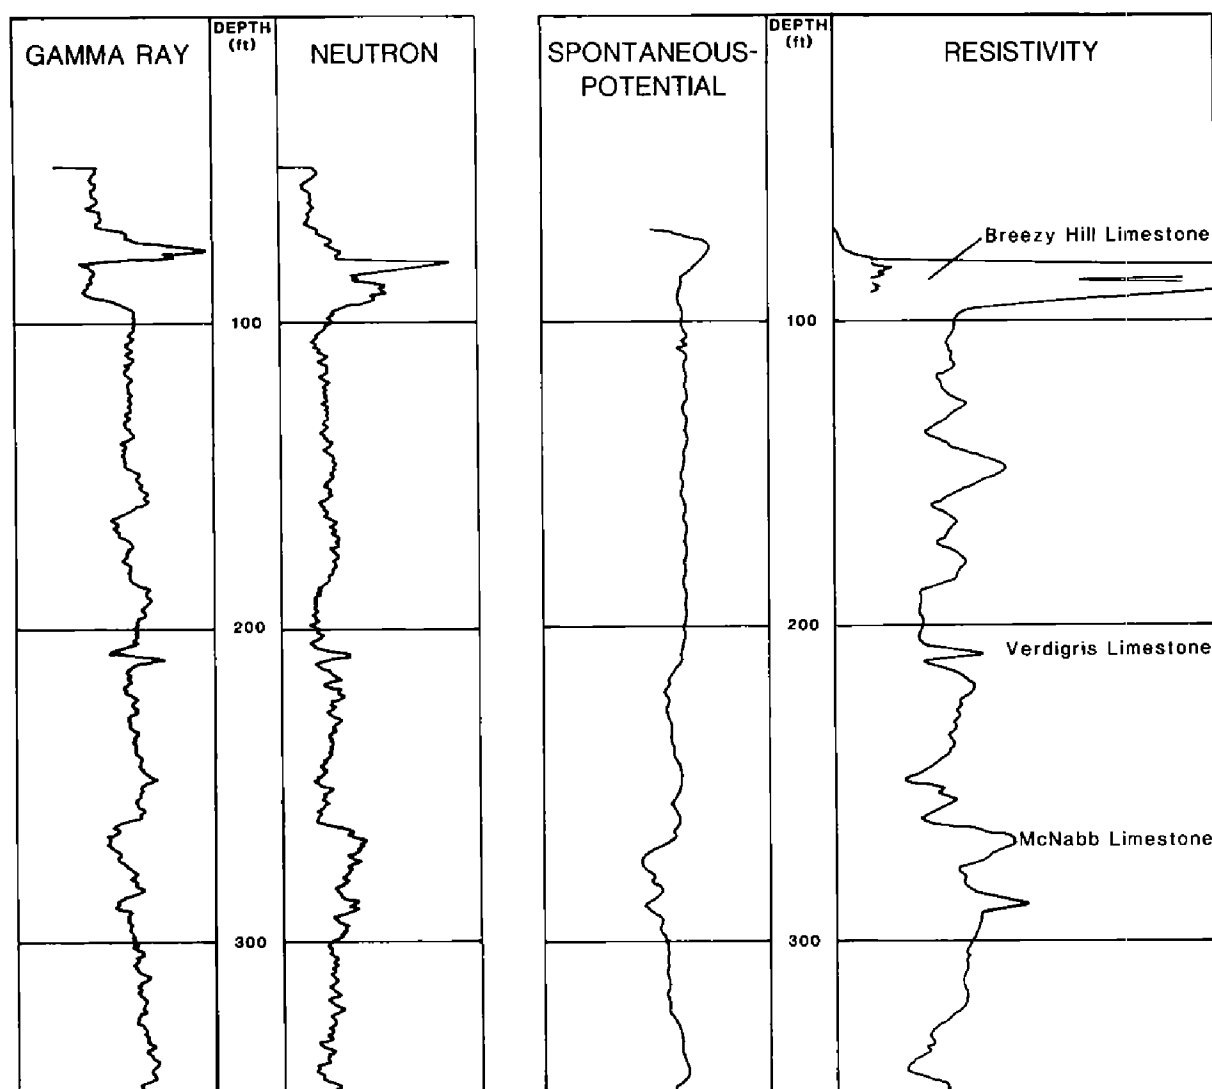 GAMMA RAY
DEPTH
(ft)
NEUTRON
SPONTANEOUS-
POTENTIAL
DEPTH
(ft)
RESISTIVITY
Breezy Hill Limestone
100
100
200
200
Verdigris Limestone
McNabb Limestone
300
300